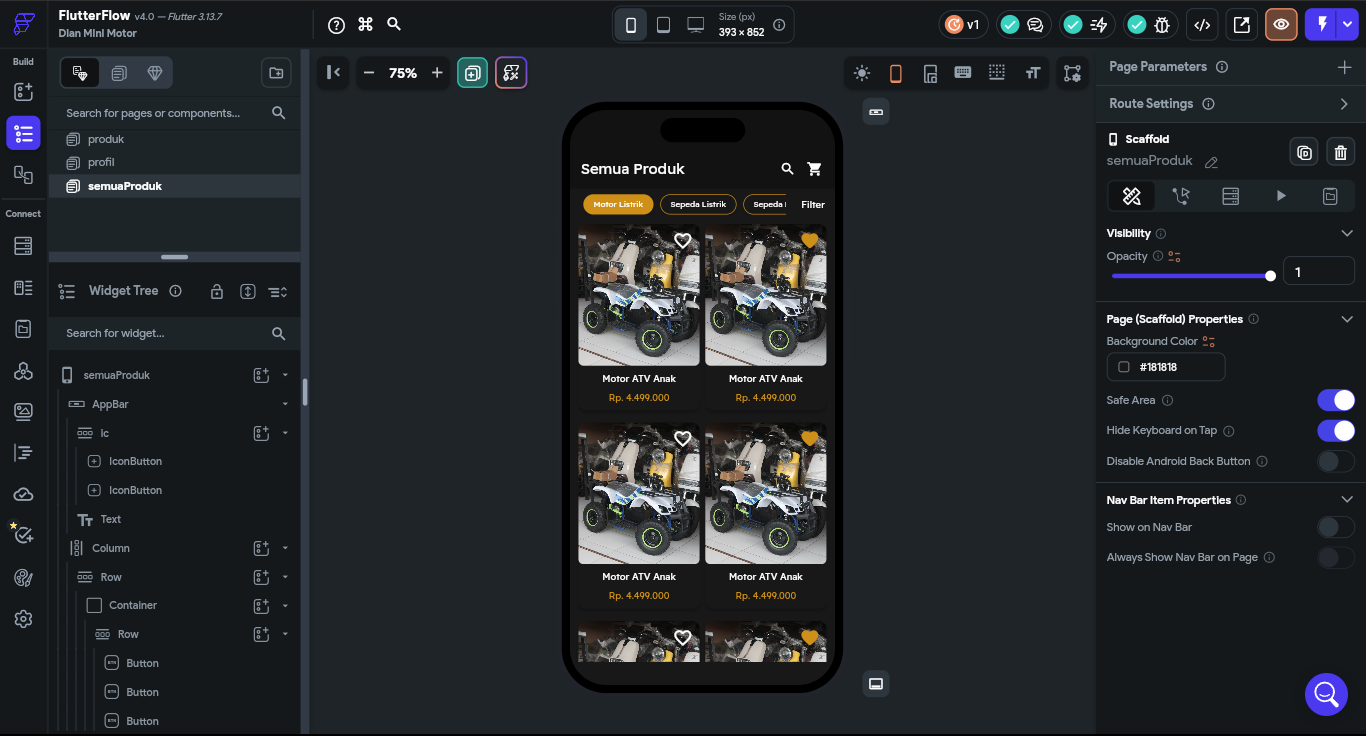 FlutterFlow v4.0 — Flutter 3.13.7
Dian Mini Motor
Size (px)
393 × 852
v1
Build
Connect
Search for pages or components...
produk
profil
semuaProduk
Widget Tree
Search for widget...
semuaProduk
AppBar
ic
IconButton
IconButton
Text
Column
Row
Container
Row
Button
Button
Button
75%
Semua Produk
Motor Listrik
Sepeda Listrik
Sepeda
Filter
Motor ATV Anak
Rp. 4.499.000
Motor ATV Anak
Rp. 4.499.000
Motor ATV Anak
Rp. 4.499.000
Motor ATV Anak
Rp. 4.499.000
Page Parameters
Route Settings
Scaffold
semuaProduk
Visibility
Opacity
1
Page (Scaffold) Properties
Background Color
#181818
Safe Area
Hide Keyboard on Tap
Disable Android Back Button
Nav Bar Item Properties
Show on Nav Bar
Always Show Nav Bar on Page